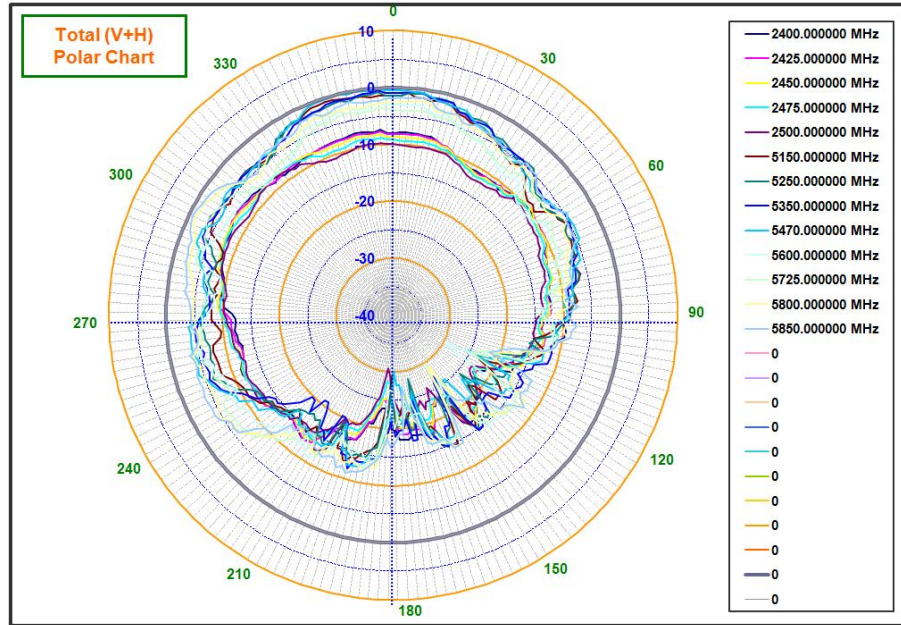 Total (V+H)
Polar Chart
0
30
60
90
120
150
180
210
240
270
300
330
10
0
-10
-20
-30
-40
2400.000000 MHz
2425.000000 MHz
2450.000000 MHz
2475.000000 MHz
2500.000000 MHz
5150.000000 MHz
5250.000000 MHz
5350.000000 MHz
5470.000000 MHz
5600.000000 MHz
5725.000000 MHz
5800.000000 MHz
5850.000000 MHz
0
0
0
0
0
0
0
0
0
0
0